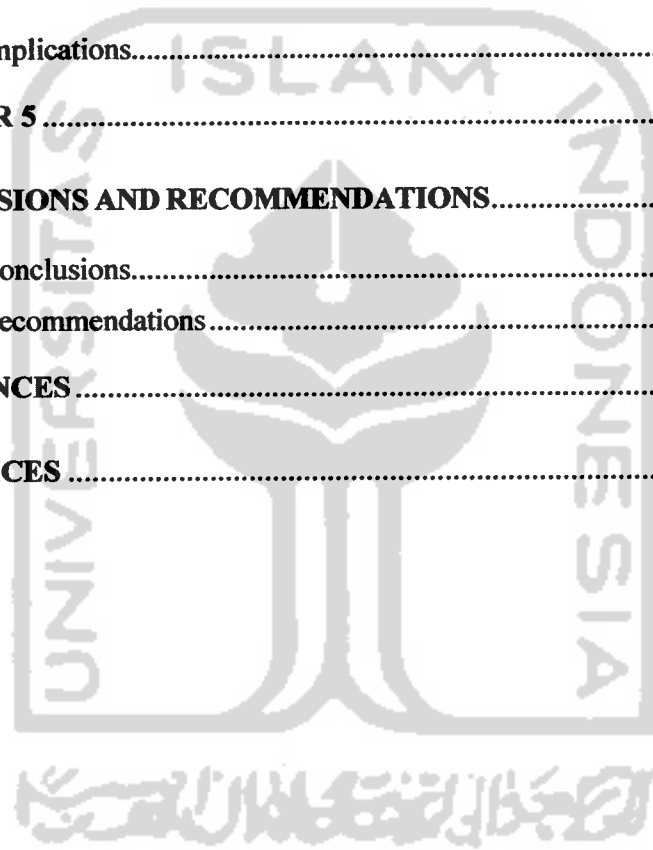 mplications..........
R 5..........
SIONS AND RECOMMENDATIONS..........
onclusions..........
ecommendations..........
NCES..........
CES..........
ISLAM
UNIVERSITAS
INDONESIA